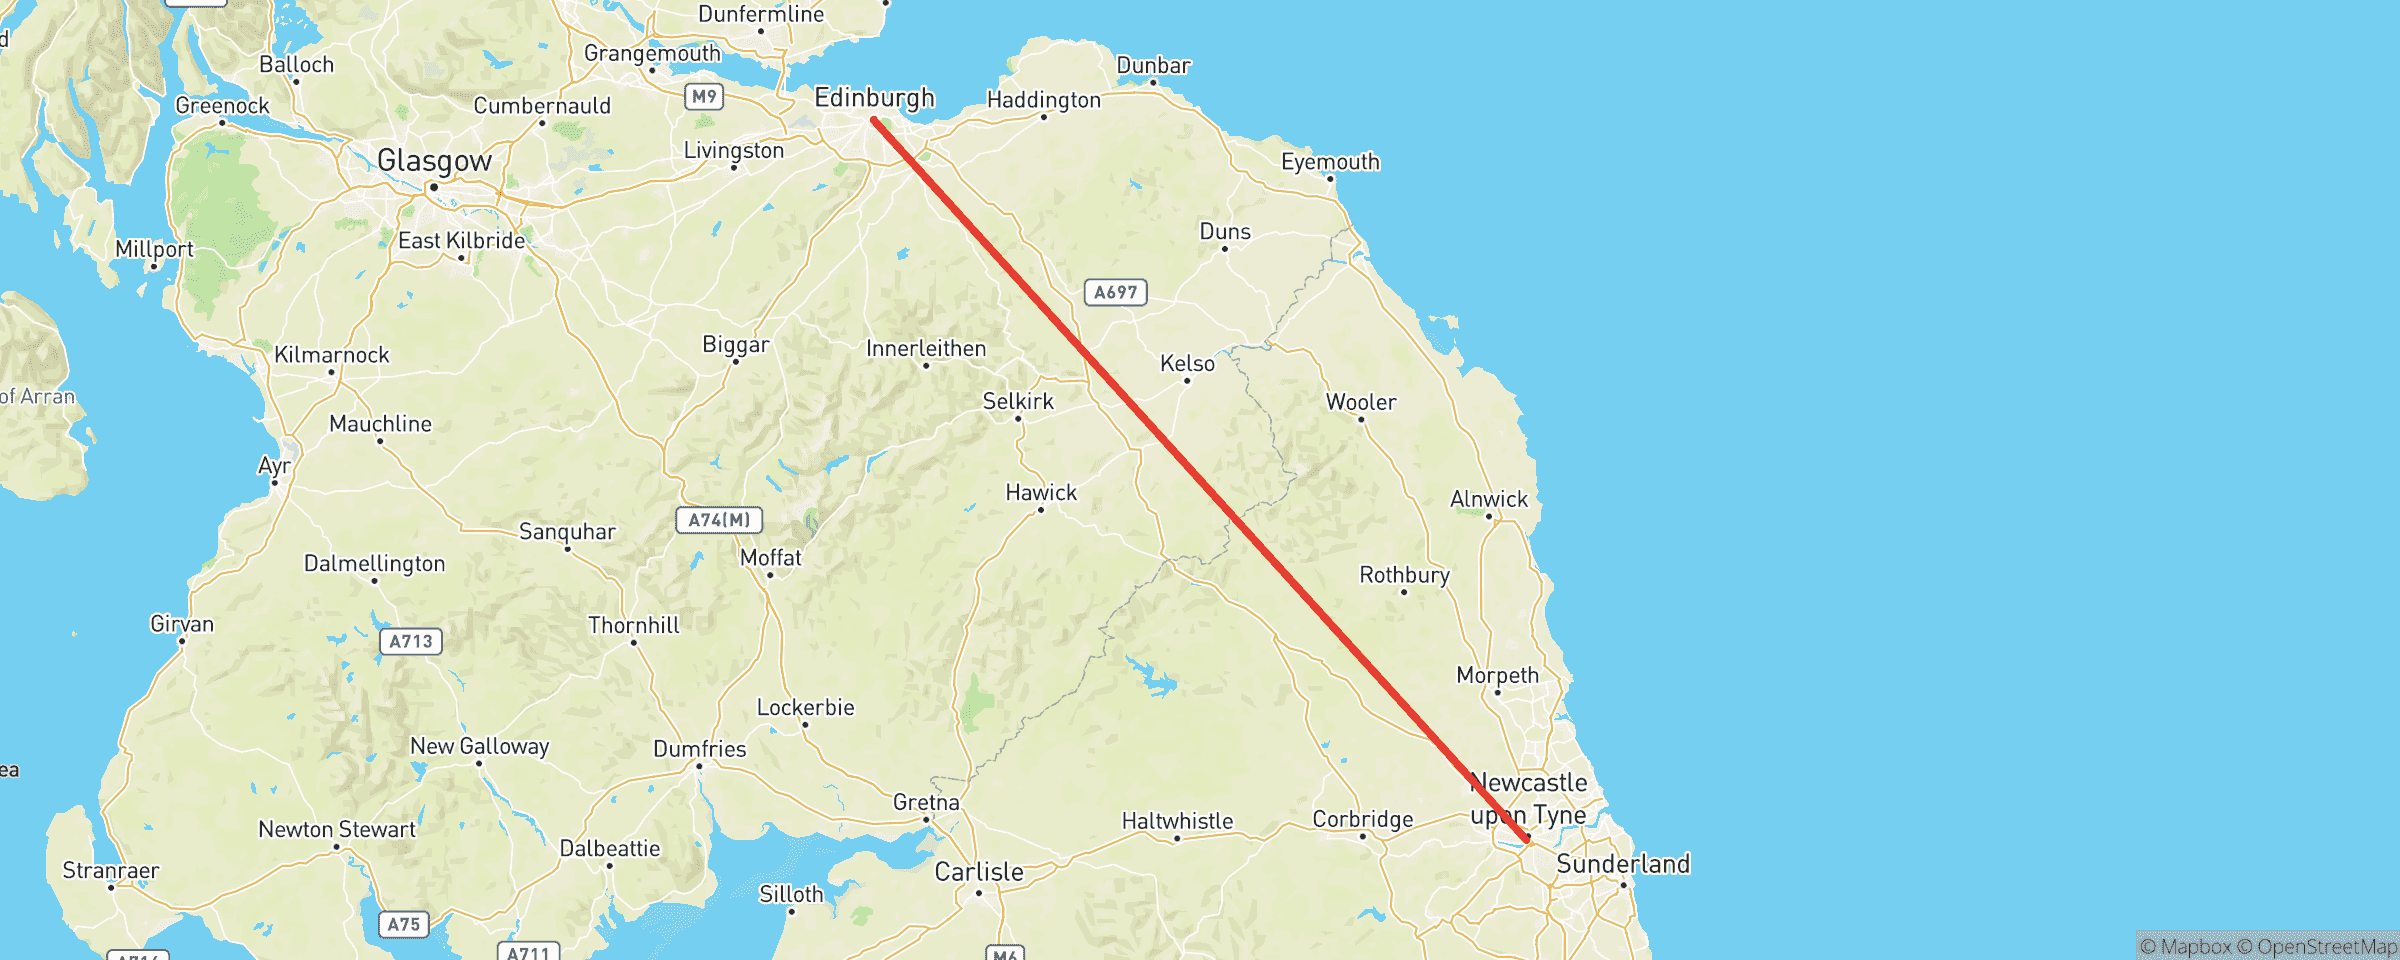 Dunfermline
Grangemouth
Balloch
Dunbar
M9
Edinburgh
Haddington
Greenock
Cumbernauld
Glasgow
Livingston
Eyemouth
East Kilbride
Duns
Millport
A697
Kilmarnock
Biggar
Innerleithen
Kelso
of Arran
Selkirk
Wooler
Mauchline
Ayr
Hawick
Alnwick
A74(M)
Sanquhar
Dalmellington
Moffat
Rothbury
Girvan
Thornhill
A713
Morpeth
Lockerbie
New Galloway
Dumfries
ea
Newcastle
upon Tyne
Gretna
Newton Stewart
Haltwhistle
Corbridge
Dalbeattie
Stranraer
Carlisle
Sunderland
Silloth
A75
A711
M6
© Mapbox © OpenStreetMap